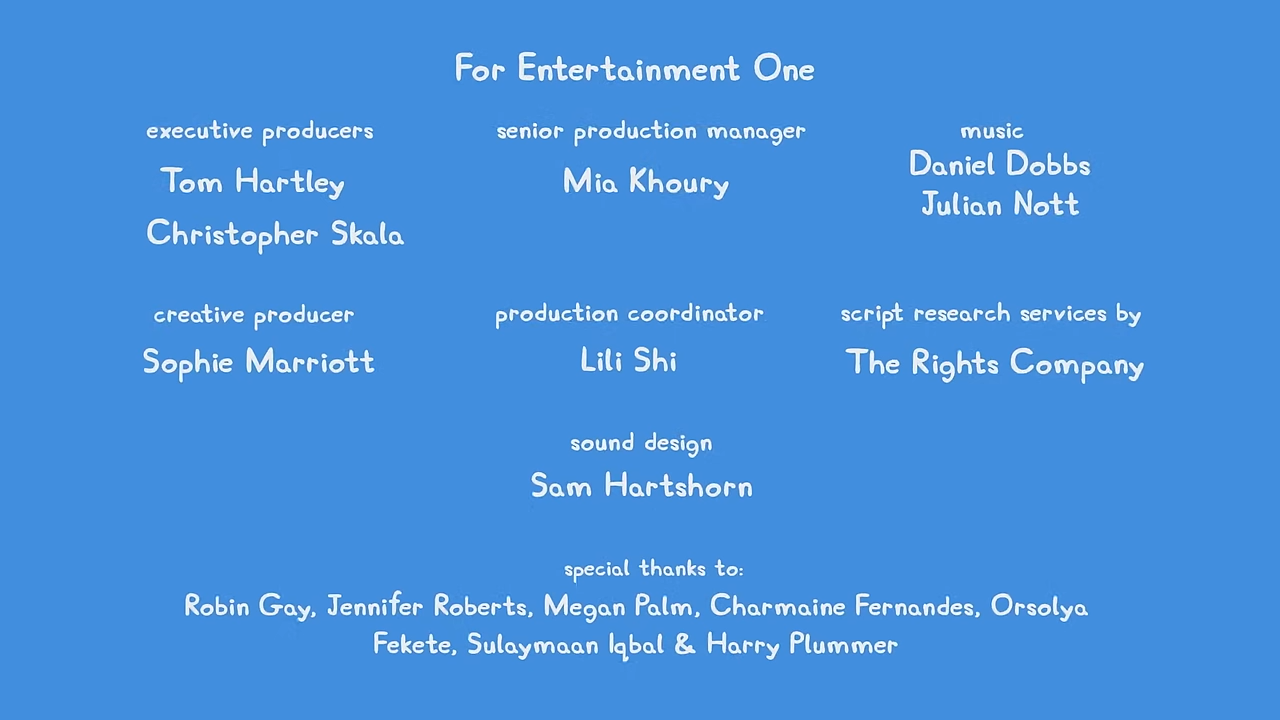 For Entertainment One
executive producers
Tom Hartley
Christopher Skala
senior production manager
Mia Khoury
music
Daniel Dobbs
Julian Nott
creative producer
Sophie Marriott
production coordinator
Lili Shi
script research services by
The Rights Company
sound design
Sam Hartshorn
special thanks to:
Robin Gay, Jennifer Roberts, Megan Palm, Charmaine Fernandes, Orsolya
Fekete, Sulaymaan Iqbal & Harry Plummer